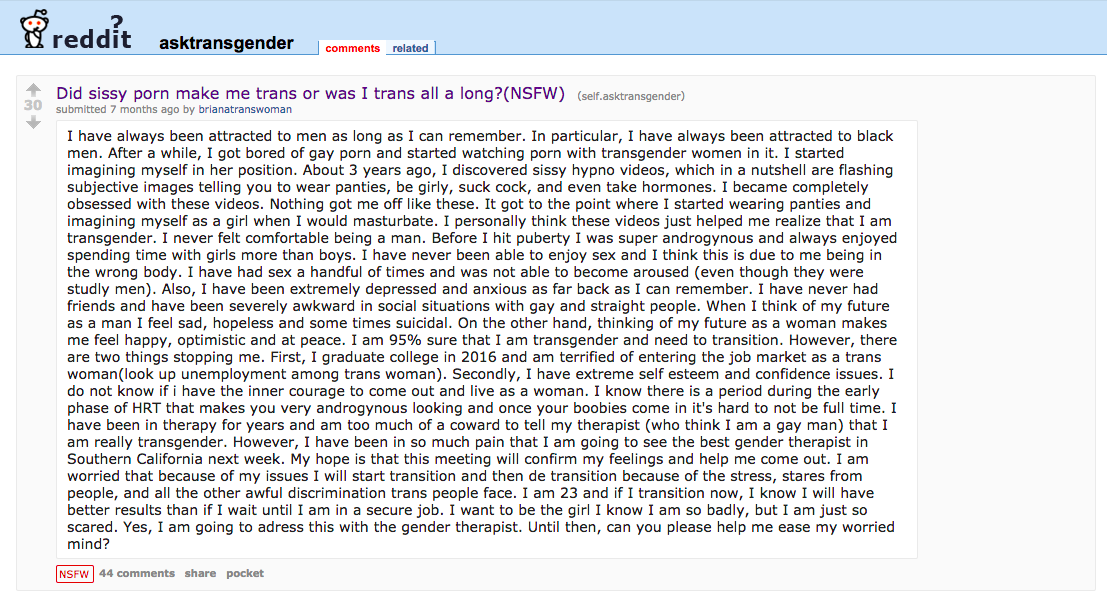 ?
reddit
asktransgender
comments
related
Did sissy porn make me trans or was I trans all a long?(NSFW) (self.asktransgender)
30
submitted 7 months ago by brianatranswoman
I have always been attracted to men as long as I can remember. In particular, I have always been attracted to black
men. After a while, I got bored of gay porn and started watching porn with transgender women in it. I started
imagining myself in her position. About 3 years ago, I discovered sissy hypno videos, which in a nutshell are flashing
subjective images telling you to wear panties, be girly, suck cock, and even take hormones. I became completely
obsessed with these videos. Nothing got me off like these. It got to the point where I started wearing panties and
imagining myself as a girl when I would masturbate. I personally think these videos just helped me realize that I am
transgender. I never felt comfortable being a man. Before I hit puberty I was super androgynous and always enjoyed
spending time with girls more than boys. I have never been able to enjoy sex and I think this is due to me being in
the wrong body. I have had sex a handful of times and was not able to become aroused (even though they were
studly men). Also, I have been extremely depressed and anxious as far back as I can remember. I have never had
friends and have been severely awkward in social situations with gay and straight people. When I think of my future
as a man I feel sad, hopeless and some times suicidal. On the other hand, thinking of my future as a woman makes
me feel happy, optimistic and at peace. I am 95% sure that I am transgender and need to transition. However, there
are two things stopping me. First, I graduate college in 2016 and am terrified of entering the job market as a trans
woman(look up unemployment among trans woman). Secondly, I have extreme self esteem and confidence issues. I
do not know if i have the inner courage to come out and live as a woman. I know there is a period during the early
phase of HRT that makes you very androgynous looking and once your boobies come in it's hard to not be full time. I
have been in therapy for years and am too much of a coward to tell my therapist (who think I am a gay man) that I
am really transgender. However, I have been in so much pain that I am going to see the best gender therapist in
Southern California next week. My hope is that this meeting will confirm my feelings and help me come out. I am
worried that because of my issues I will start transition and then de transition because of the stress, stares from
people, and all the other awful discrimination trans people face. I am 23 and if I transition now, I know I will have
better results than if I wait until I am in a secure job. I want to be the girl I know I am so badly, but I am just so
scared. Yes, I am going to adress this with the gender therapist. Until then, can you please help me ease my worried
mind?
NSFW 44 comments share pocket